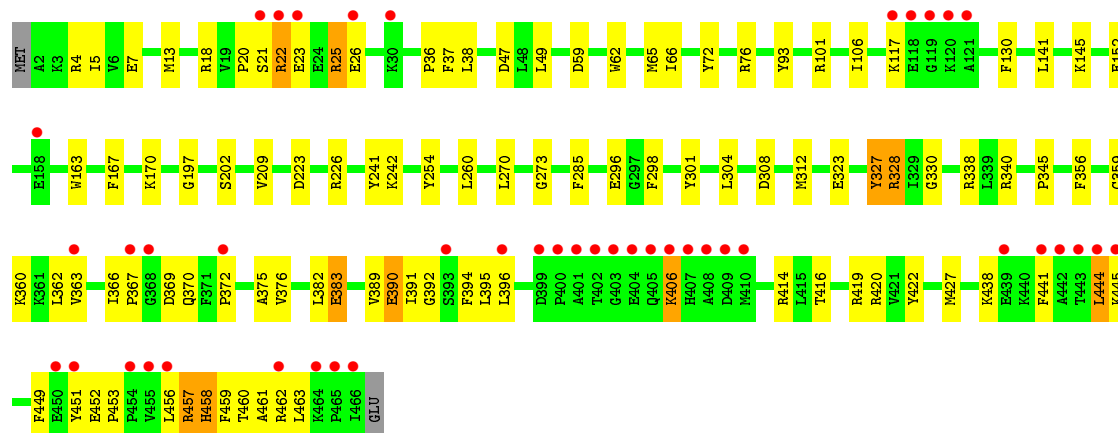 MET A2 K3 R4 I5 V6 E7 M13 R18 V19 P20 S21 R22 E23 E24 R25 E26 K30 P36 F37 L38 D47 L48 L49 D59 W62 M65 I66 Y72 R76 Y93 R101 I106 K117 E118 G119 K120 A121 F130 L141 K145
E158 W163 F167 K170 G197 S202 V209 D223 R226 Y241 K242 Y254 L260 L270 G273 F285 E296 G297 F298 Y301 L304 D308 M312 E323 Y327 R328 I329 G330 R338 L339 R340 P345 F356
K360 K361 L362 V363 I366 P367 G368 D369 Q370 F371 P372 A375 V376 L382 E383 V389 E390 I391 G392 S393 F394 L395 L396 D399 P400 A401 T402 G403 E404 Q405 K406 H407 A408 D409 M410 R414 L415 T416 R419 R420 V421 Y422 M427 K438 E439 K440 F441 A442 T443 L444
F449 E450 Y451 E452 P453 P454 V455 L456 R457 H458 F459 T460 A461 R462 L463 K464 P465 I466 GLU